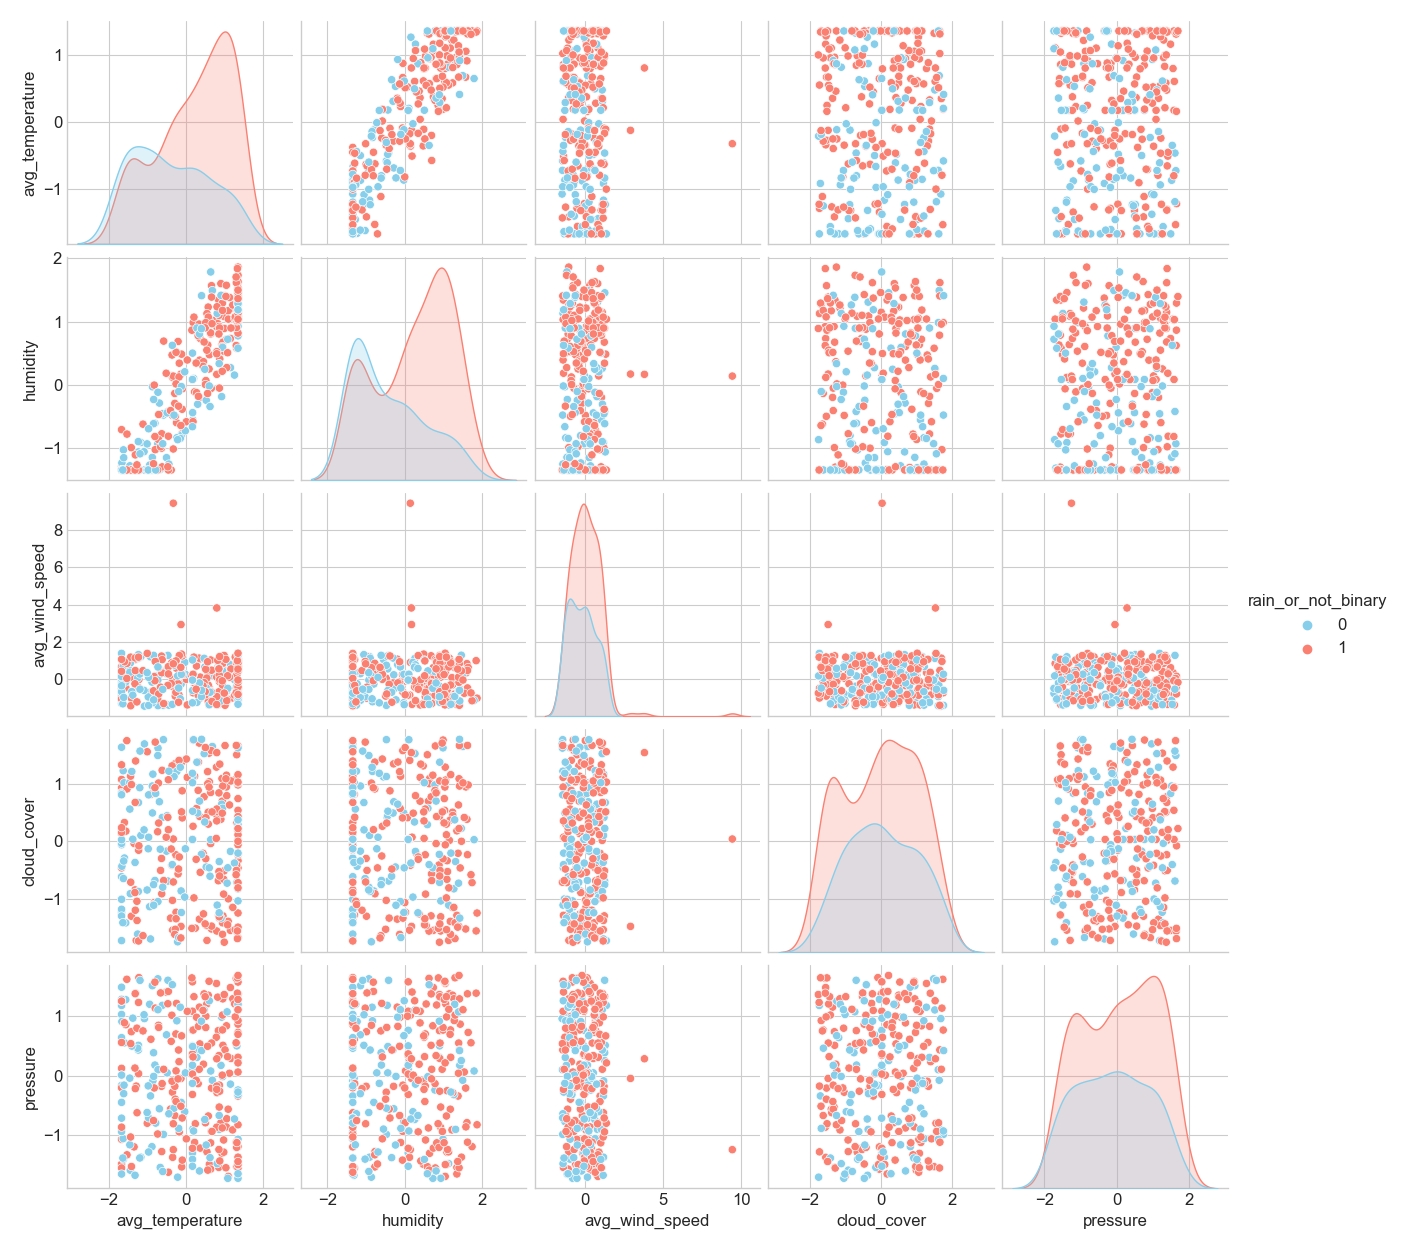 1
0
−1
avg_temperature
2
1
0
−1
humidity
8
6
4
2
0
avg_wind_speed
rain_or_not_binary
0
1
1
0
−1
cloud_cover
1
0
−1
pressure
−2 0 2 −2 0 2 0 5 10 −2 0 2 −2 0 2
avg_temperature humidity avg_wind_speed cloud_cover pressure